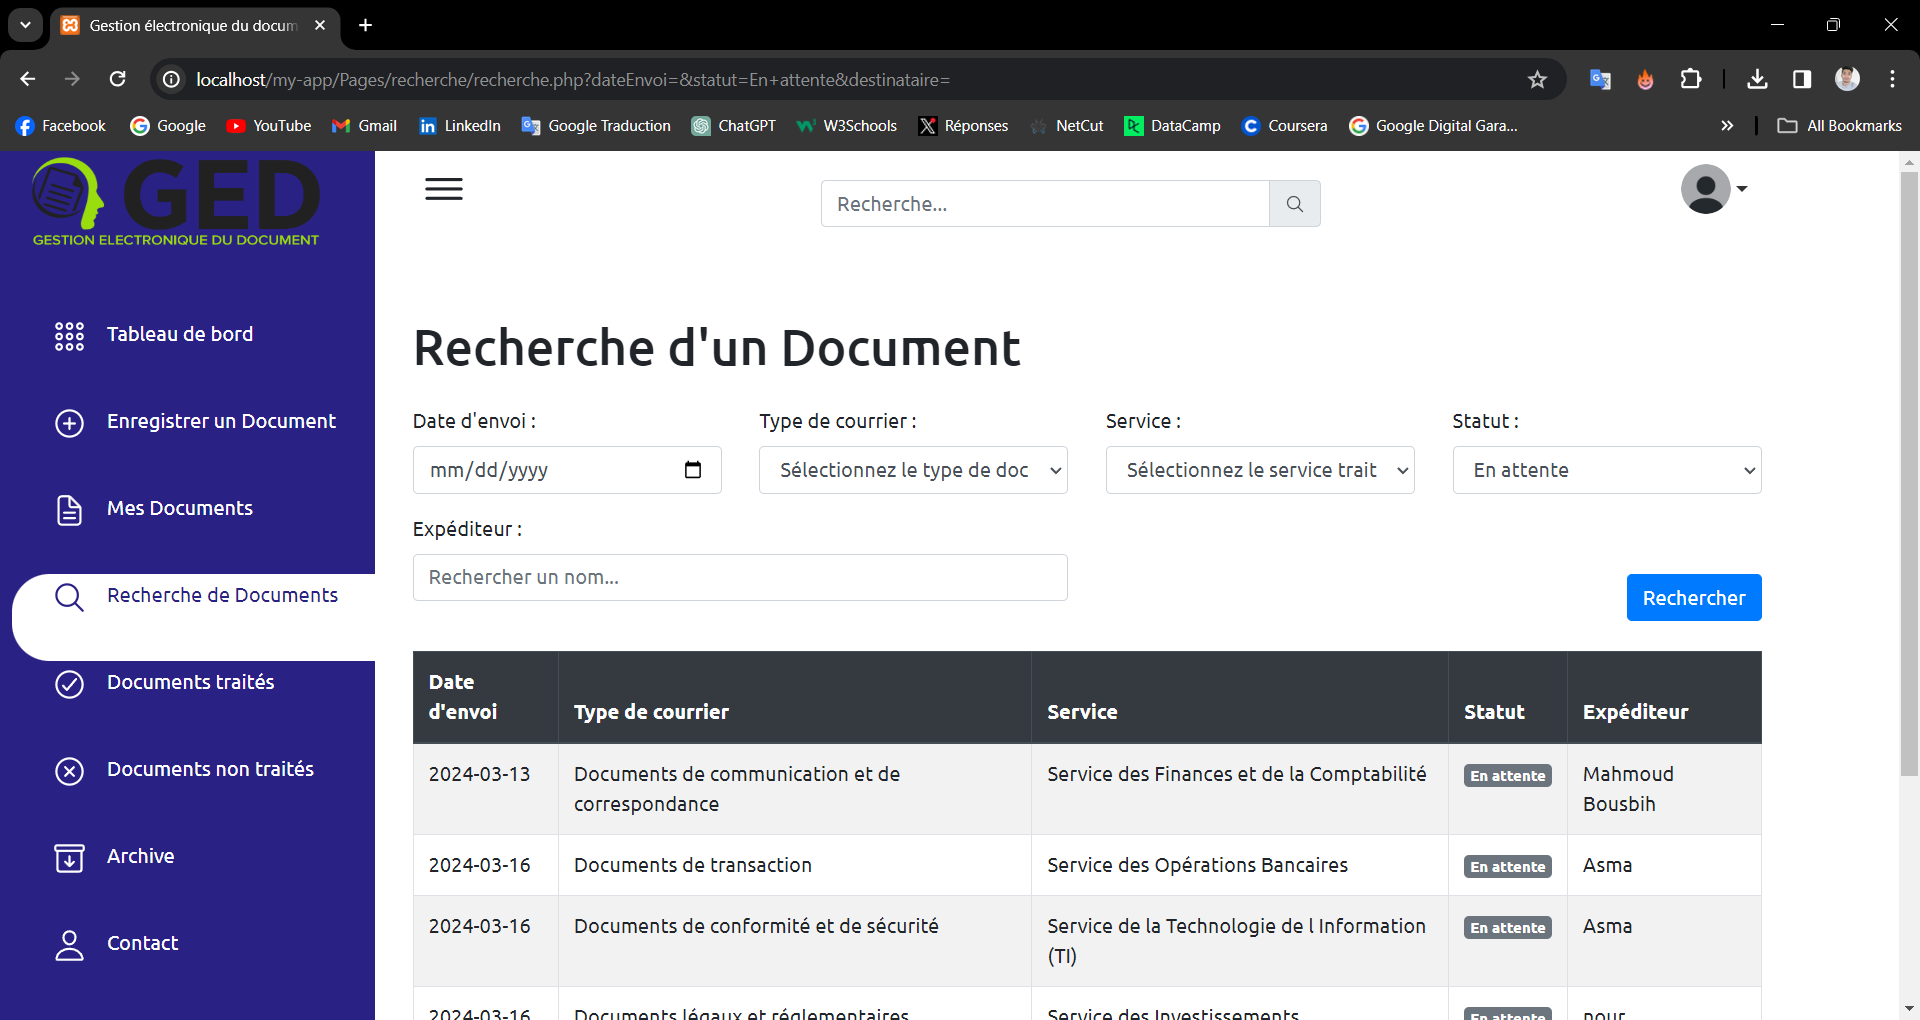 Gestion électronique du docum
localhost/my-app/Pages/recherche/recherche.php?dateEnvoi=&statut=En+attente&destinataire=
Facebook Google YouTube Gmail LinkedIn Google Traduction ChatGPT W3Schools Réponses NetCut DataCamp Coursera Google Digital Gara... » All Bookmarks
GED
GESTION ELECTRONIQUE DU DOCUMENT
Recherche...
Tableau de bord
Enregistrer un Document
Mes Documents
Recherche de Documents
Documents traités
Documents non traités
Archive
Contact
Recherche d'un Document
Date d'envoi : Type de courrier : Service : Statut :
mm/dd/yyyy Sélectionnez le type de doc Sélectionnez le service trait En attente
Expéditeur :
Rechercher un nom...
Rechercher
Date
d'envoi Type de courrier Service Statut Expéditeur
2024-03-13 Documents de communication et de Service des Finances et de la Comptabilité En attente Mahmoud
correspondance Bousbih
2024-03-16 Documents de transaction Service des Opérations Bancaires En attente Asma
2024-03-16 Documents de conformité et de sécurité Service de la Technologie de l Information En attente Asma
(TI)
2024-03-16 Documents légaux et réglementaires Service des Investissements En attente nour